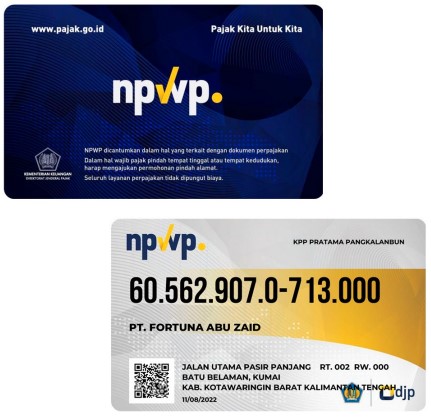 www.pajak.go.id Pajak Kita Untuk Kita
npwp.
NPWP dicantumkan dalam hal yang terkait dengan dokumen perpajakan
Dalam hal wajib pajak pindah tempat tinggal atau tempat kedudukan,
harap mengajukan permohonan pindah alamat.
Seluruh layanan perpajakan tidak dipungut biaya.
KEMENTERIAN KEUANGAN
DIREKTORAT JENDERAL PAJAK
npwp.
KPP PRATAMA PANGKALANBUN
60.562.907.0-713.000
PT. FORTUNA ABU ZAID
JALAN UTAMA PASIR PANJANG RT. 002 RW. 000
BATU BELAMAN, KUMAI
KAB. KOTAWARINGIN BARAT KALIMANTAN TENGAH
11/08/2022
djp